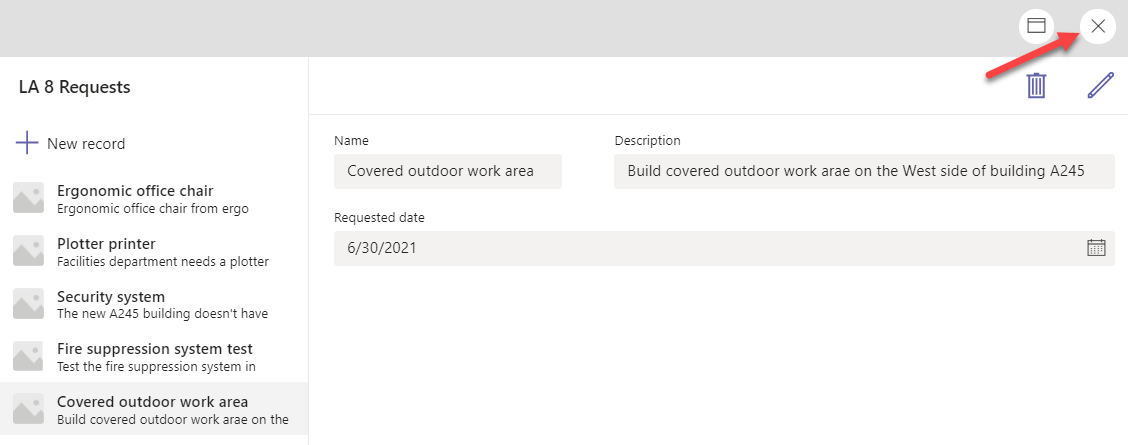 LA 8 Requests
New record
Ergonomic office chair
Ergonomic office chair from ergo
Plotter printer
Facilities department needs a plotter
Security system
The new A245 building doesn't have
Fire suppression system test
Test the fire suppression system in
Covered outdoor work area
Build covered outdoor work arae on the
Name
Description
Covered outdoor work area
Build covered outdoor work arae on the West side of building A245
Requested date
6/30/2021